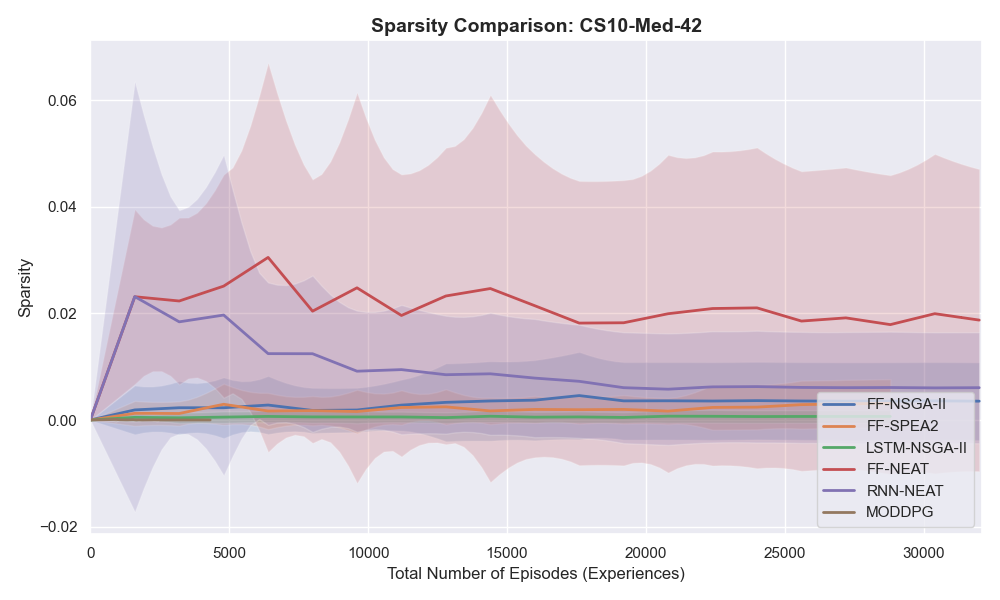 Sparsity Comparison: CS10-Med-42
0.06
0.04
0.02
0.00
−0.02
Sparsity
0
5000
10000
15000
20000
25000
30000
Total Number of Episodes (Experiences)
FF-NSGA-II
FF-SPEA2
LSTM-NSGA-II
FF-NEAT
RNN-NEAT
MODDPG